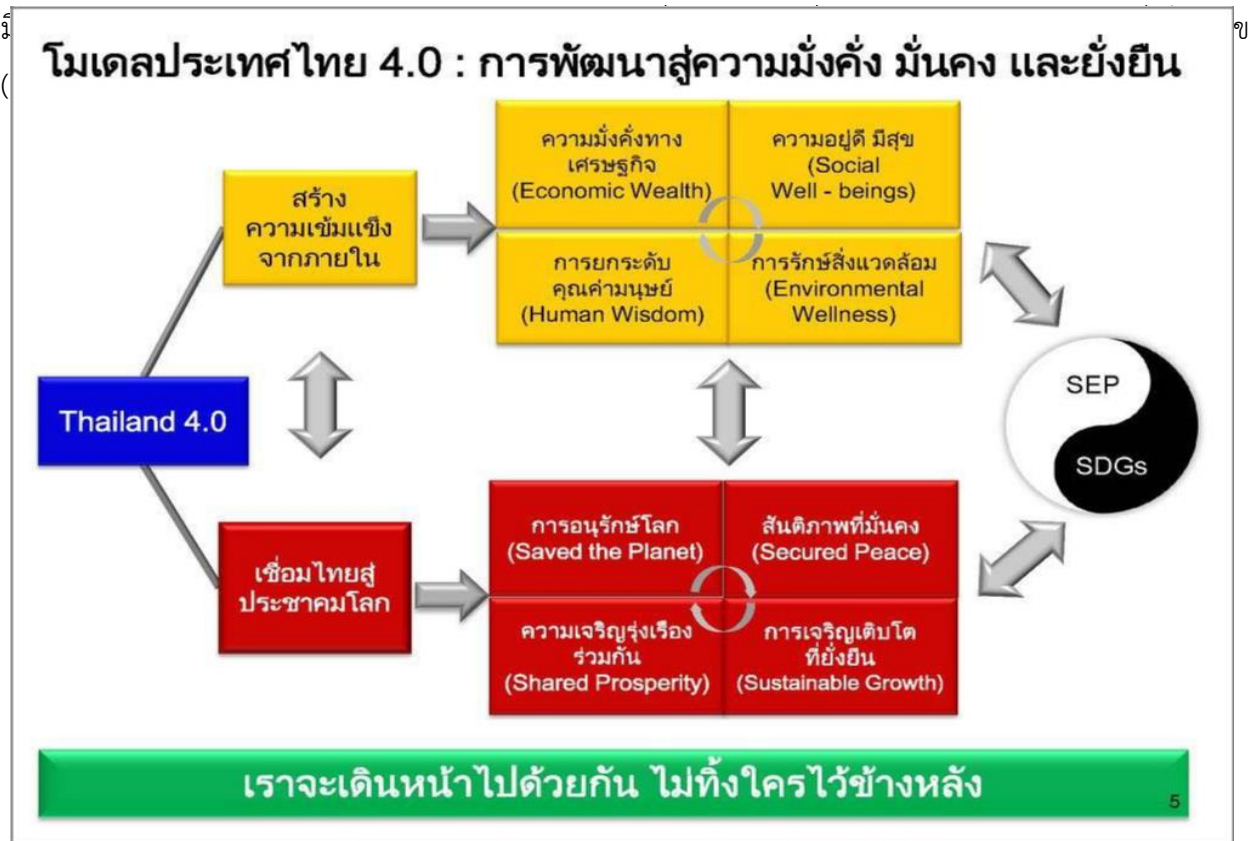 โมเดลประเทศไทย 4.0 : การพัฒนาสู่ความมั่งคั่ง มั่นคง และยั่งยืน
ความมั่งคั่งทาง
เศรษฐกิจ
(Economic Wealth)
ความอยู่ดี มีสุข
(Social
Well - beings)
สร้าง
ความเข้มแข็ง
จากภายใน
การยกระดับ
คุณค่ามนุษย์
(Human Wisdom)
การรักษ์สิ่งแวดล้อม
(Environmental
Wellness)
Thailand 4.0
SEP
SDGs
การอนุรักษ์โลก
(Saved the Planet)
สันติภาพที่มั่นคง
(Secured Peace)
เชื่อมไทยสู่
ประชาคมโลก
ความเจริญรุ่งเรือง
ร่วมกัน
(Shared Prosperity)
การเจริญเติบโต
ที่ยั่งยืน
(Sustainable Growth)
เราจะเดินหน้าไปด้วยกัน ไม่ทิ้งใครไว้ข้างหลัง
5